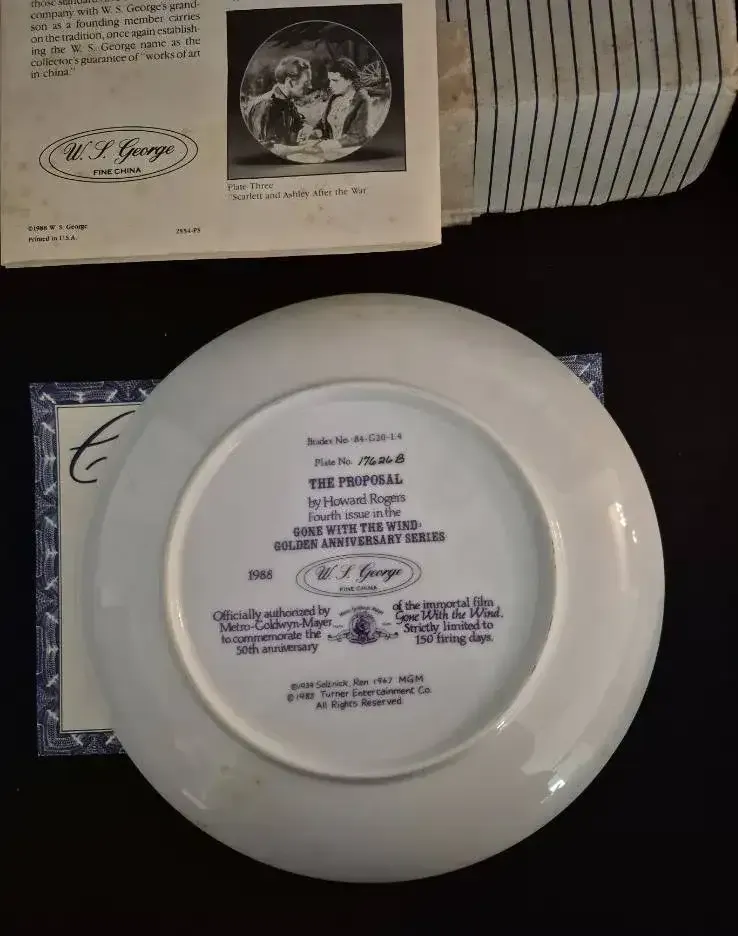 company with W. S. George's grand-
son as a founding member carries
on the tradition, once again establish-
ing the W. S. George name as the
collector's guarantee of "works of art
in china."
W. S. George
FINE CHINA
Plate Three
"Scarlett and Ashley After the War"
©1988 W. S. George
Printed in U.S.A.
2884-PS
Bradex No. 84-G20-1.4
Plate No. 17626B
THE PROPOSAL
by Howard Rogers
Fourth issue in the
GONE WITH THE WIND:
GOLDEN ANNIVERSARY SERIES
1988
W. S. George
FINE CHINA
Officially authorized by
Metro-Goldwyn-Mayer
to commemorate the
50th anniversary
of the immortal film
Gone With the Wind.
Strictly limited to
150 firing days.
©1939 Selznick, Ren 1967 MGM
©1988 Turner Entertainment Co.
All Rights Reserved